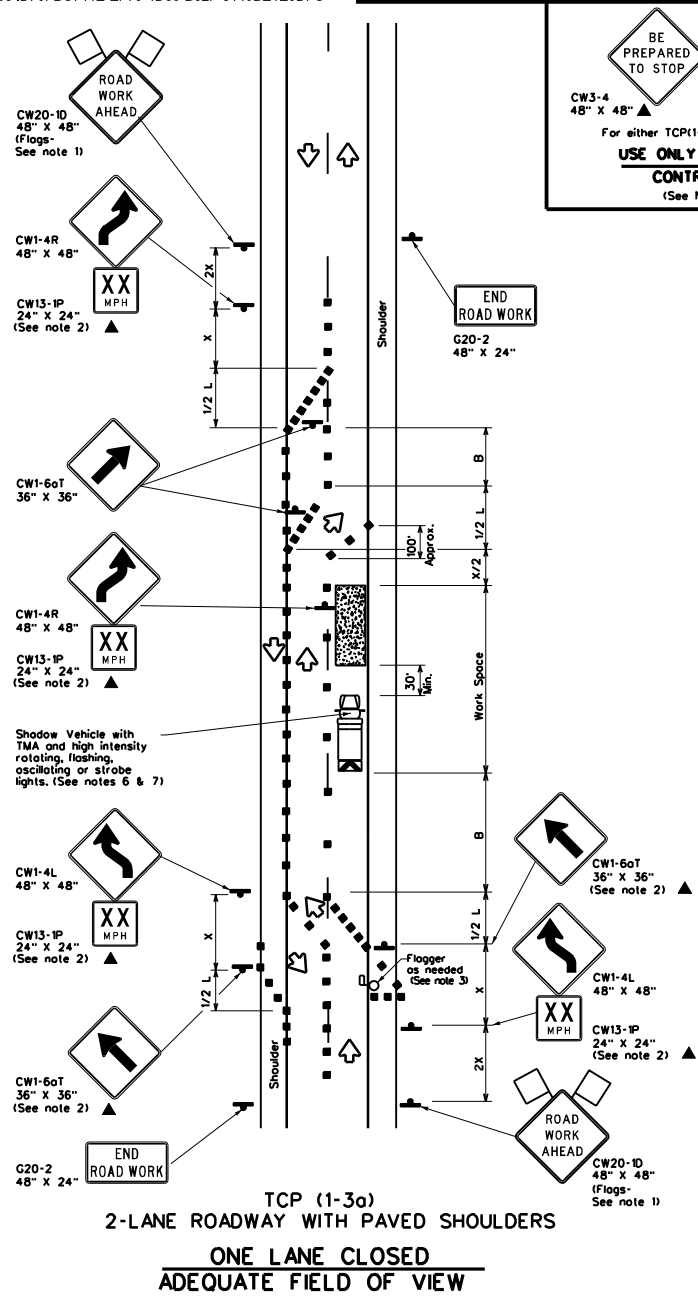 ROAD
WORK
AHEAD
CW20-1D
48" X 48"
(Flags-
See note 1)
BE
PREPARED
TO STOP
CW3-4
48" X 48"
For either TCP(1-
USE ONLY
CONTR
(See N
CW1-4R
48" X 48"
XX
MPH
CW13-1P
24" X 24"
(See note 2)
2X
X
1/2 L
Shoulder
END
ROAD WORK
G20-2
48" X 24"
CW1-6aT
36" X 36"
B
1/2 L
100'
Approx.
X/2
CW1-4R
48" X 48"
XX
MPH
CW13-1P
24" X 24"
(See note 2)
30'
Min.
Work Space
Shadow Vehicle with
TMA and high intensity
rotating, flashing,
oscillating or strobe
lights. (See notes 6 & 7)
B
CW1-4L
48" X 48"
XX
MPH
CW13-1P
24" X 24"
(See note 2)
X
1/2 L
CW1-6aT
36" X 36"
(See note 2)
1/2 L
Flagger
as needed
(See note 3)
X
CW1-4L
48" X 48"
XX
MPH
CW13-1P
24" X 24"
(See note 2)
2X
Shoulder
CW1-6aT
36" X 36"
(See note 2)
END
ROAD WORK
G20-2
48" X 24"
ROAD
WORK
AHEAD
CW20-1D
48" X 48"
(Flags-
See note 1)
TCP (1-3a)
2-LANE ROADWAY WITH PAVED SHOULDERS
ONE LANE CLOSED
ADEQUATE FIELD OF VIEW